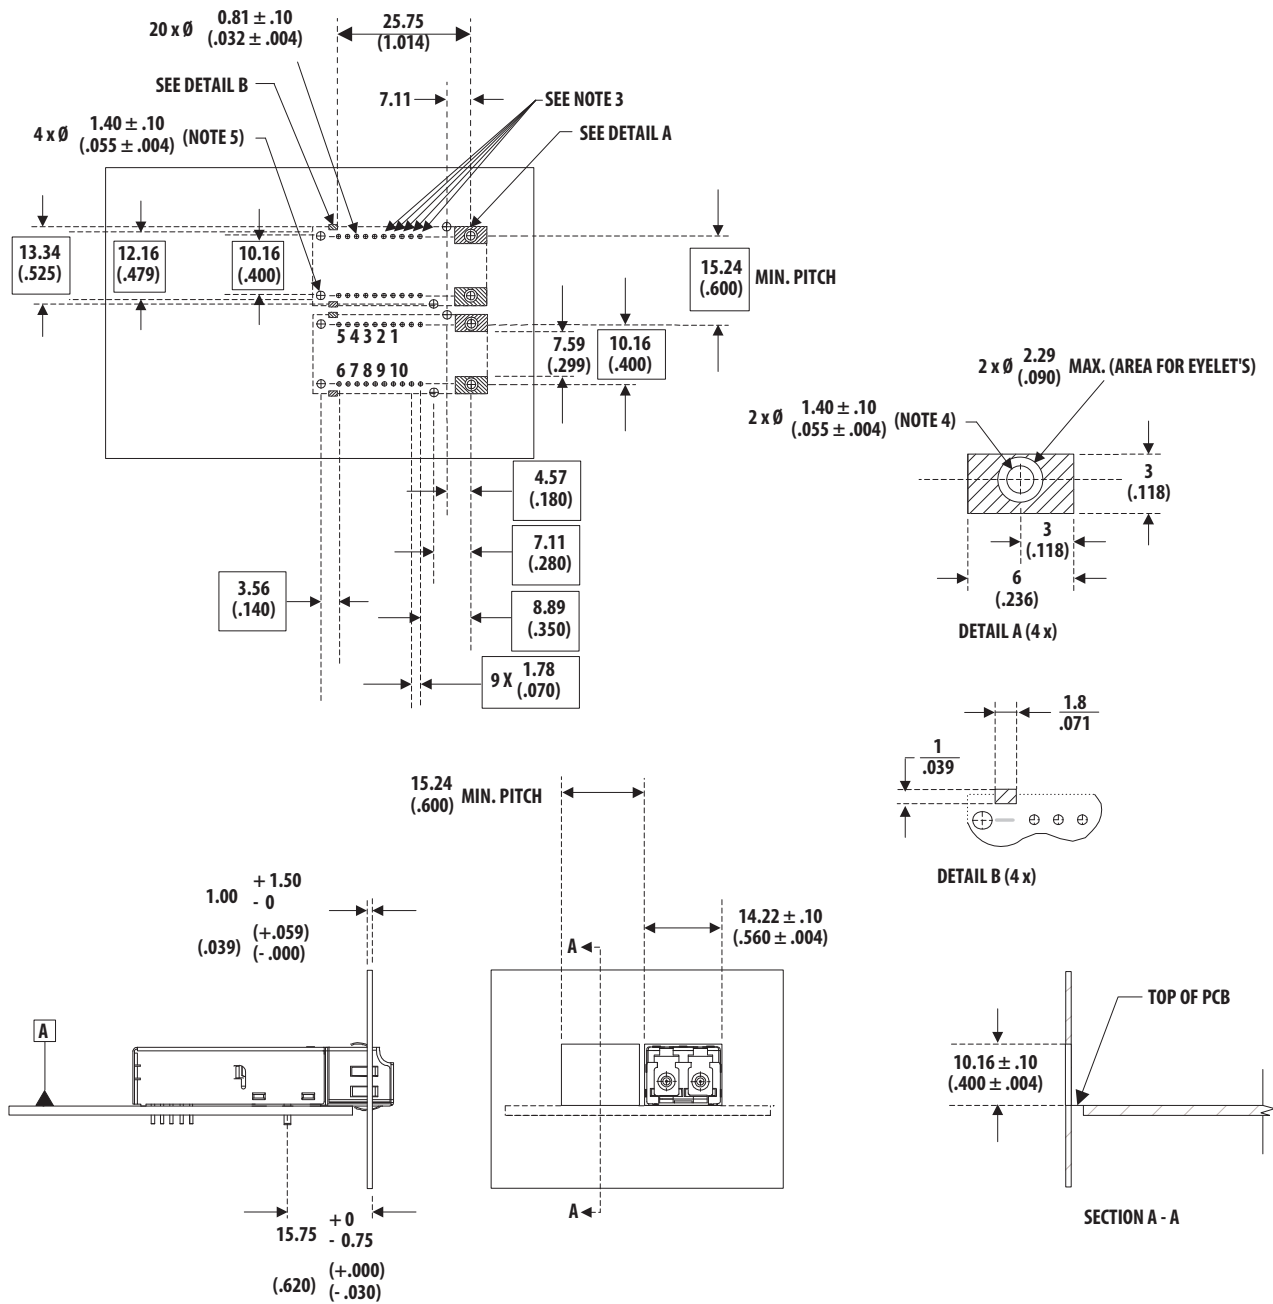 20 x Ø 0.81 ± .10
(.032 ± .004)
25.75
(1.014)
SEE DETAIL B
7.11
SEE NOTE 3
4 x Ø 1.40 ± .10 (NOTE 5)
(.055 ± .004)
SEE DETAIL A
13.34
(.525)
12.16
(.479)
10.16
(.400)
15.24
(.600)
MIN. PITCH
5 4 3 2 1
6 7 8 9 10
7.59
(.299)
10.16
(.400)
2 x Ø 2.29 MAX. (AREA FOR EYELET'S)
(.090)
2 x Ø 1.40 ± .10 (NOTE 4)
(.055 ± .004)
3
(.118)
3
(.118)
6
(.236)
DETAIL A (4 x)
4.57
(.180)
7.11
(.280)
3.56
(.140)
8.89
(.350)
9 X 1.78
(.070)
1.8
.071
1
.039
DETAIL B (4 x)
15.24
(.600)
MIN. PITCH
1.00 + 1.50
- 0
(.039) (+.059)
(- .000)
14.22 ± .10
(.560 ± .004)
A
A
A
TOP OF PCB
10.16 ± .10
(.400 ± .004)
15.75 + 0
- 0.75
(.620) (+.000)
(- .030)
SECTION A - A